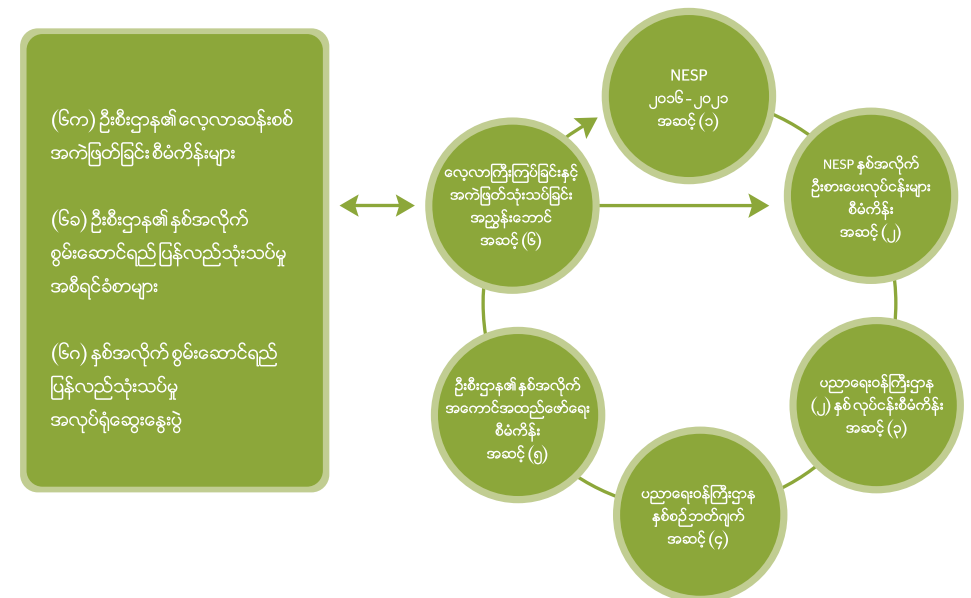 (၆က) ဦးစီးဌာန၏ လေ့လာဆန်းစစ်
အကဲဖြတ်ခြင်း စီမံကိန်းများ
(၆ခ) ဦးစီးဌာန၏ နှစ်အလိုက်
စွမ်းဆောင်ရည် ပြန်လည်သုံးသပ်မှု
အစီရင်ခံစာများ
(၆ဂ) နှစ်အလိုက် စွမ်းဆောင်ရည်
ပြန်လည်သုံးသပ်မှု
အလုပ်ရုံဆွေးနွေးပွဲ
NESP
၂၀၁၆ - ၂၀၂၁
အဆင့် (၁)
NESP နှစ်အလိုက်
ဦးစားပေးလုပ်ငန်းများ
စီမံကိန်း
အဆင့် (၂)
ပညာရေးဝန်ကြီးဌာန
(၂) နှစ် လုပ်ငန်းစီမံကိန်း
အဆင့် (၃)
ပညာရေးဝန်ကြီးဌာန
နှစ်စဉ်ဘတ်ဂျက်
အဆင့် (၄)
ဦးစီးဌာန၏ နှစ်အလိုက်
အကောင်အထည်ဖော်ရေး
စီမံကိန်း
အဆင့် (၅)
လေ့လာကြီးကြပ်ခြင်းနှင့်
အကဲဖြတ်သုံးသပ်ခြင်း
အညွှန်းဘောင်
အဆင့် (၆)